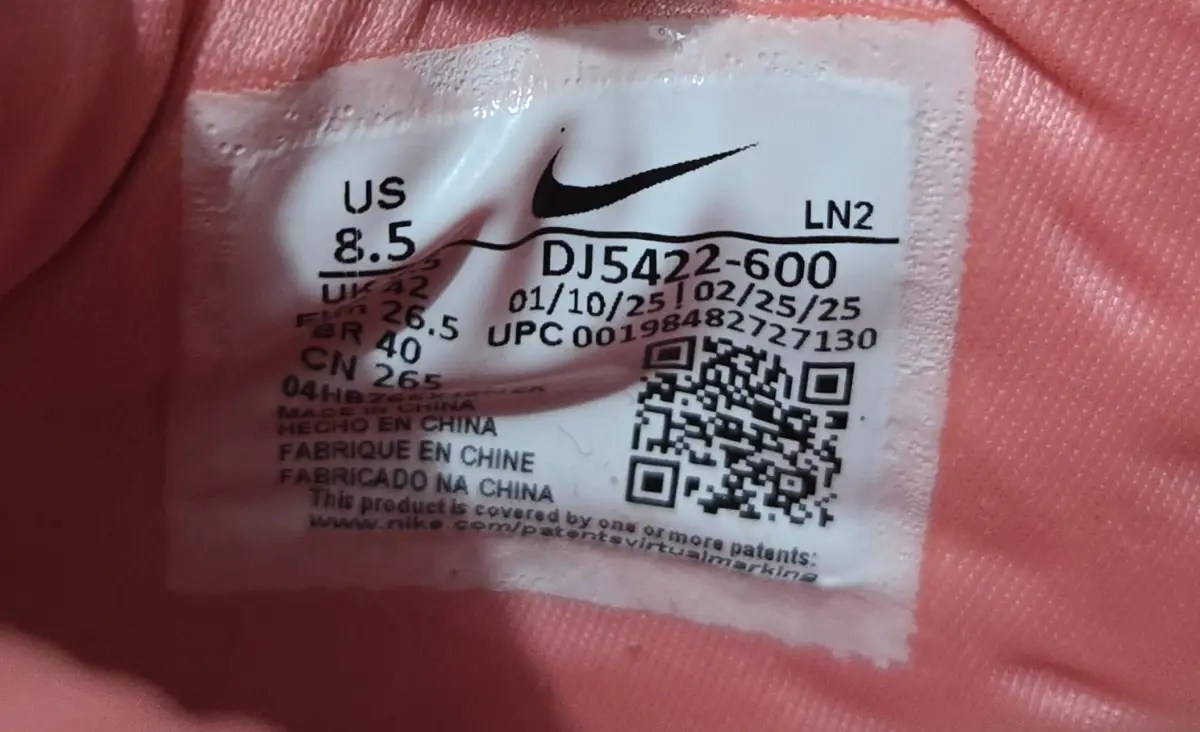 US
8.5
LN2
DJ5422-600
01/10/25 02/25/25
UPC 00198482727130
UK
42
26.5
BR 40
CN 265
MADE IN CHINA
HECHO EN CHINA
FABRIQUE EN CHINE
FABRICADO NA CHINA
This product is covered by one or more patents:
www.nike.com/patentsvirtualmarking